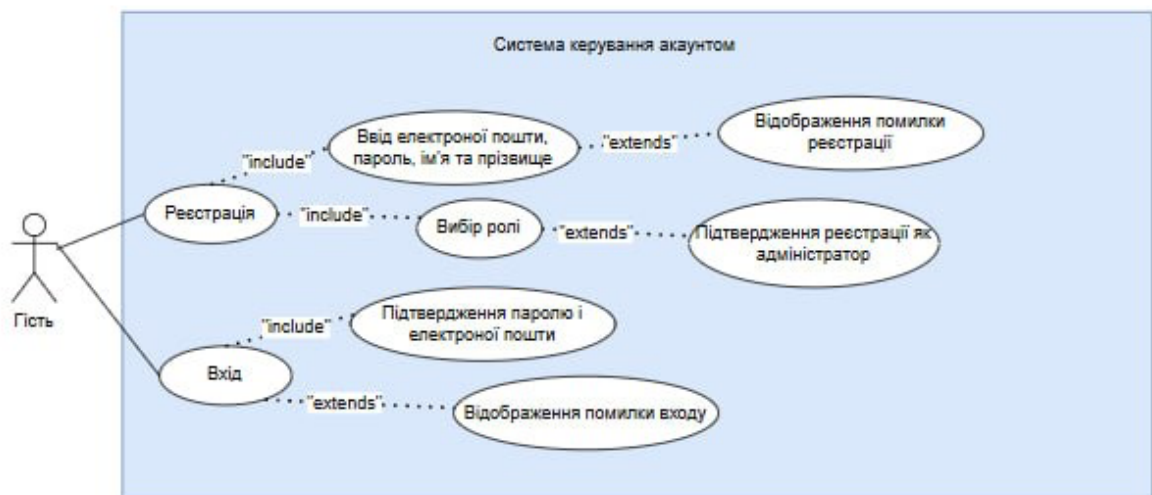 Система керування акаунтом
Ввід електроної пошти,
пароль, ім'я та прізвище
"extends"
Відображення помилки
реєстрації
"include"
Реєстрація
"include"
Вибір ролі
"extends"
Підтвердження реєстрації як
адміністратор
Гість
"include"
Підтвердження паролю і
електроної пошти
Вхід
"extends"
Відображення помилки входу